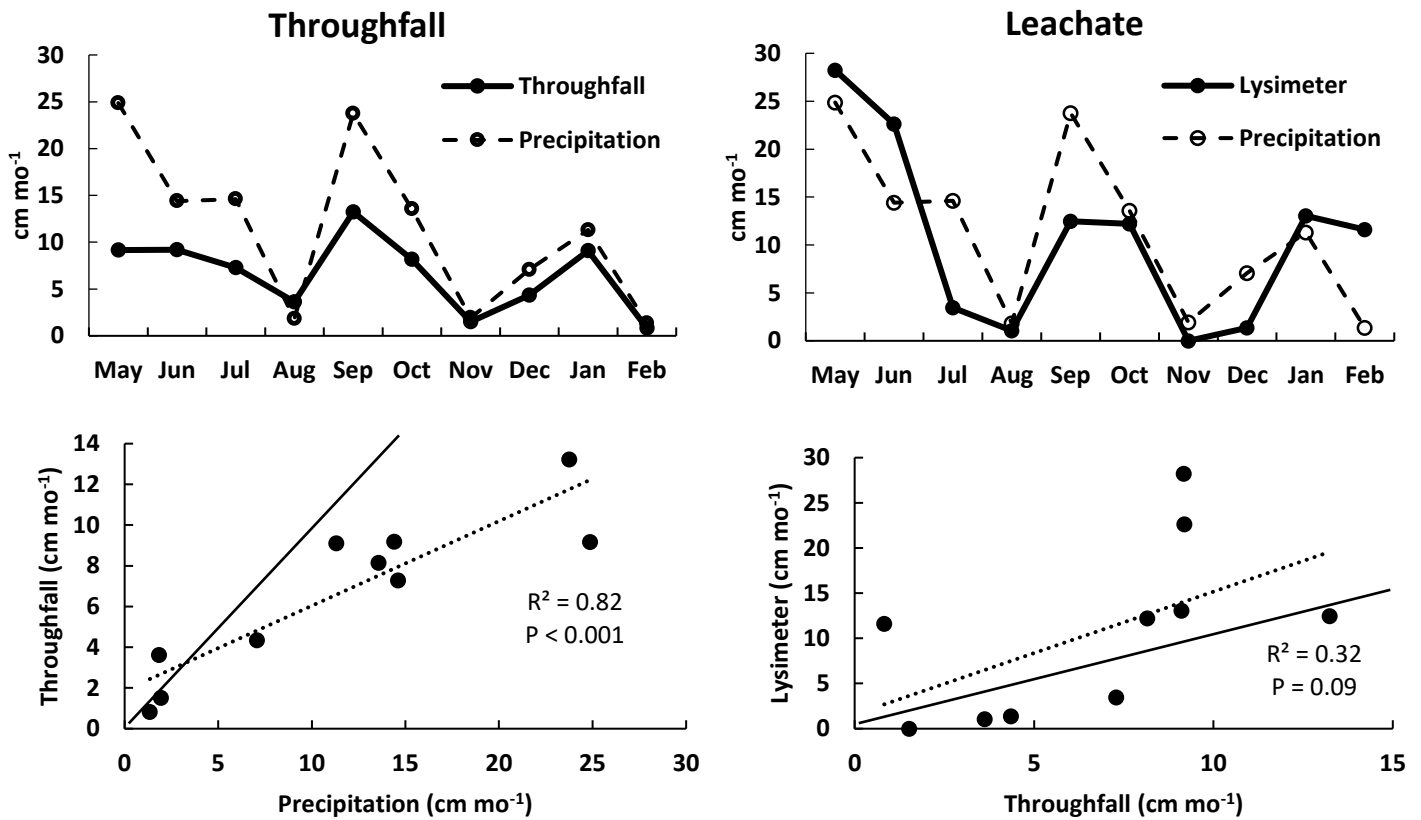 Throughfall
30
25
20
15
10
5
0
cm mo⁻¹
Throughfall
Precipitation
May Jun Jul Aug Sep Oct Nov Dec Jan Feb
Leachate
30
25
20
15
10
5
0
cm mo⁻¹
Lysimeter
Precipitation
May Jun Jul Aug Sep Oct Nov Dec Jan Feb
14
12
10
8
6
4
2
0
Throughfall (cm mo⁻¹)
R² = 0.82
P < 0.001
0 5 10 15 20 25 30
Precipitation (cm mo⁻¹)
30
25
20
15
10
5
0
Lysimeter (cm mo⁻¹)
R² = 0.32
P = 0.09
0 5 10 15
Throughfall (cm mo⁻¹)